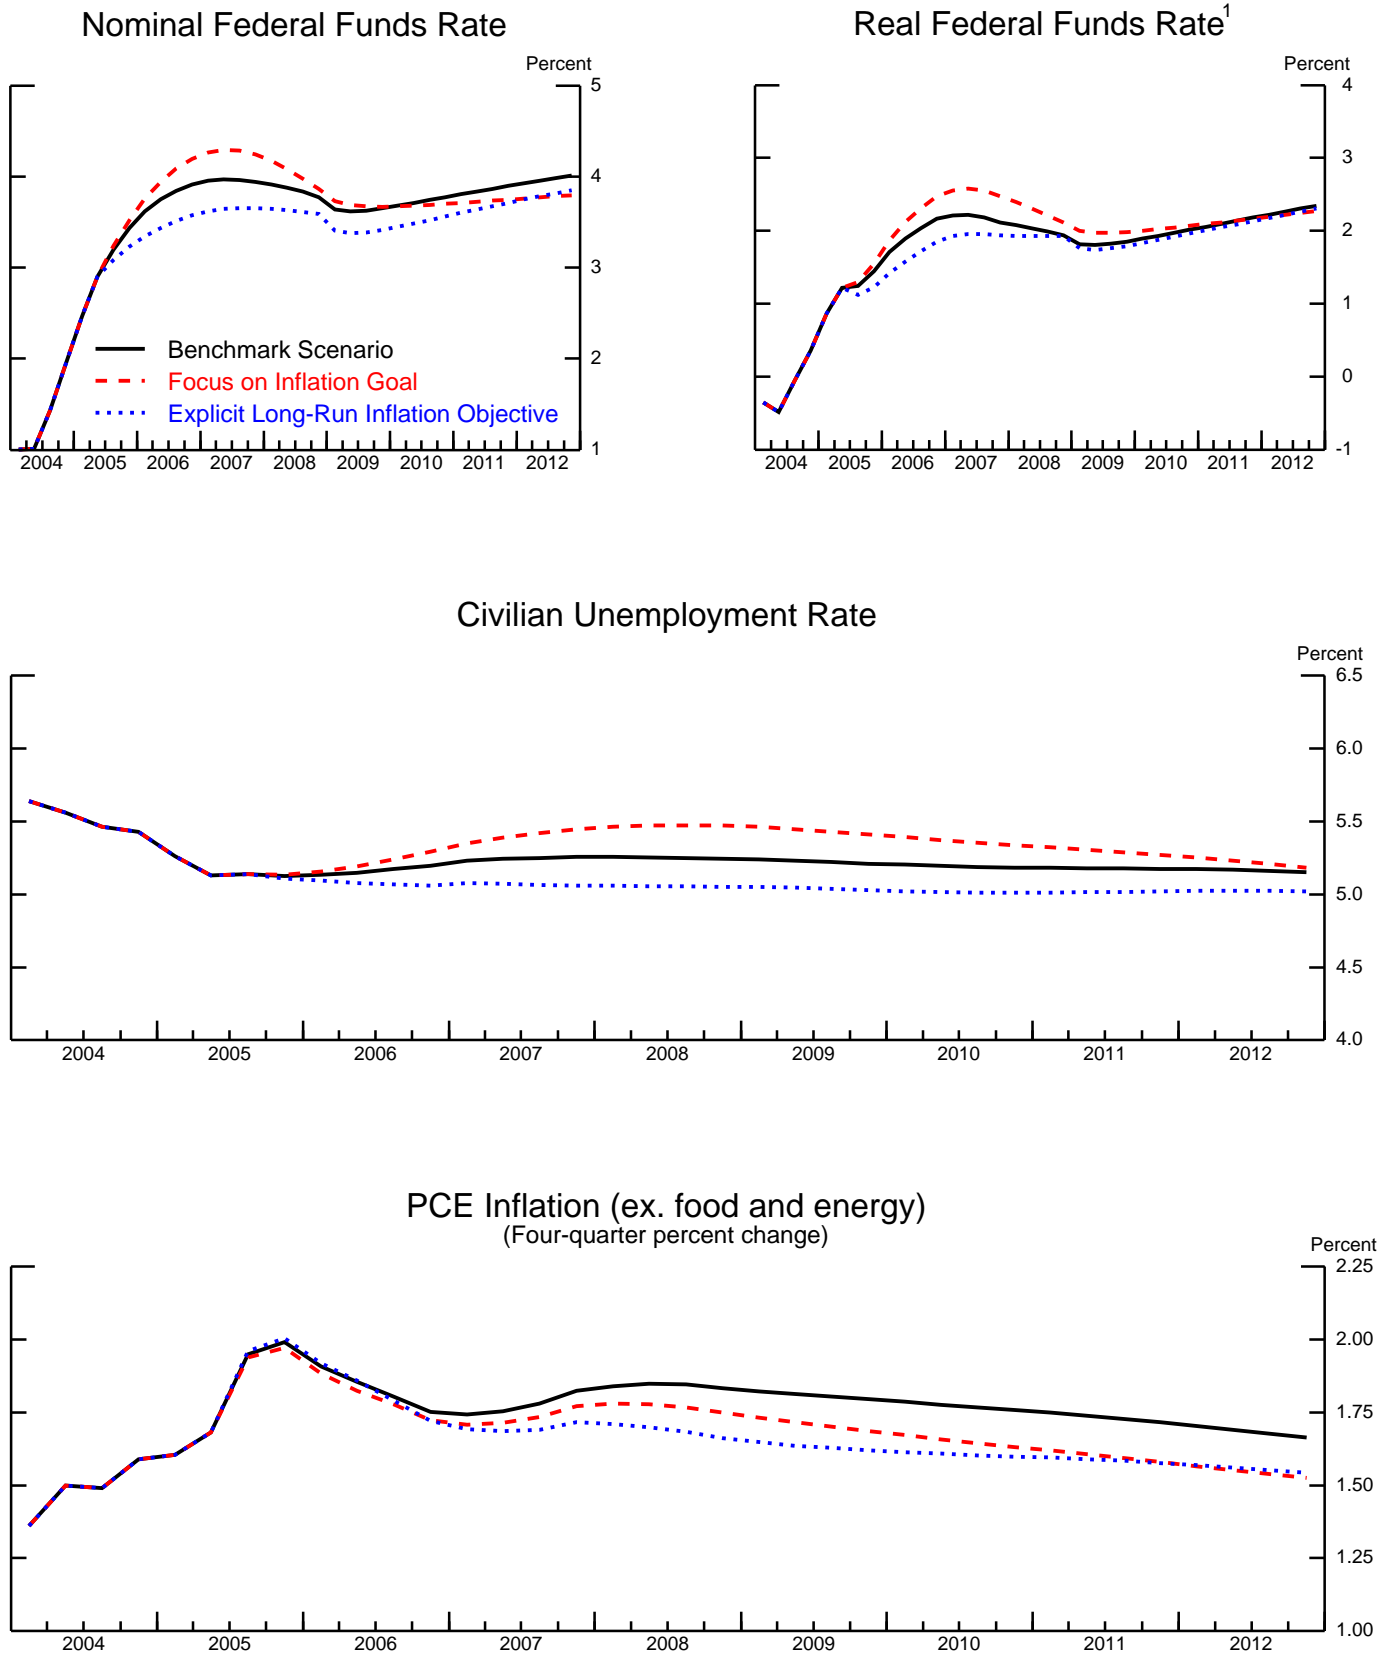 Nominal Federal Funds Rate
Percent
5
4
3
2
1
Benchmark Scenario
Focus on Inflation Goal
Explicit Long-Run Inflation Objective
2004 2005 2006 2007 2008 2009 2010 2011 2012
Real Federal Funds Rate1
Percent
4
3
2
1
0
-1
2004 2005 2006 2007 2008 2009 2010 2011 2012
Civilian Unemployment Rate
Percent
6.5
6.0
5.5
5.0
4.5
4.0
2004 2005 2006 2007 2008 2009 2010 2011 2012
PCE Inflation (ex. food and energy)
(Four-quarter percent change)
Percent
2.25
2.00
1.75
1.50
1.25
1.00
2004 2005 2006 2007 2008 2009 2010 2011 2012